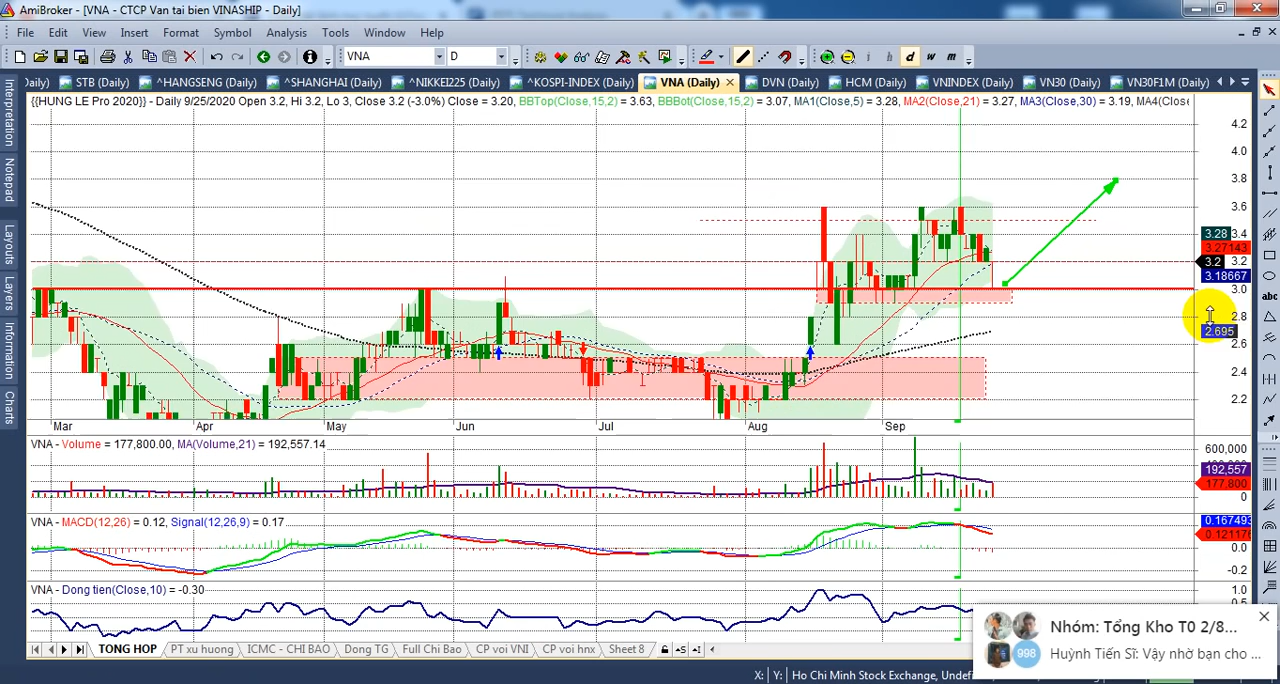 AmiBroker - [VNA - CTCP Van tai bien VINASHIP - Daily]
File Edit View Insert Format Symbol Analysis Tools Window Help
VNA D i h d w m
Daily) STB (Daily) ^HANGSENG (Daily) ^SHANGHAI (Daily) ^NIKKEI225 (Daily) ^KOSPI-INDEX (Daily) VNA (Daily) DVN (Daily) HCM (Daily) VNINDEX (Daily) VN30 (Daily) VN30F1M (Daily)
{{HUNG LE Pro 2020}} - Daily 9/25/2020 Open 3.2, Hi 3.2, Lo 3, Close 3.2 (-3.0%) Close = 3.20, BBTop(Close,15,2) = 3.63, BBBot(Close,15,2) = 3.07, MA1(Close,5) = 3.28, MA2(Close,21) = 3.27, MA3(Close,30) = 3.19, MA4(Close
Interpretation
Notepad
Layouts
Layers
Information
Charts
abc
4.2
4.0
3.8
3.6
3.28 3.4
3.27143
3.2 3.2
3.18667
3.0
2.8
2.695
2.6
2.4
2.2
Mar Apr May Jun Jul Aug Sep
VNA - Volume = 177,800.00, MA(Volume,21) = 192,557.14
600,000
192,557
177,800
0
VNA - MACD(12,26) = 0.12, Signal(12,26,9) = 0.17
0.167493
0.121175
0.0
-0.2
VNA - Dong tien(Close,10) = -0.30
1.0
0.5
Nhóm: Tổng Kho T0 2/8...
998
Huỳnh Tiến Sĩ: Vậy nhờ bạn cho ...
TONG HOP PT xu huong ICMC - CHI BAO Dong TG Full Chi Bao CP voi VNI CP voi hnx Sheet 8
X: Y: Ho Chi Minh Stock Exchange, Undef